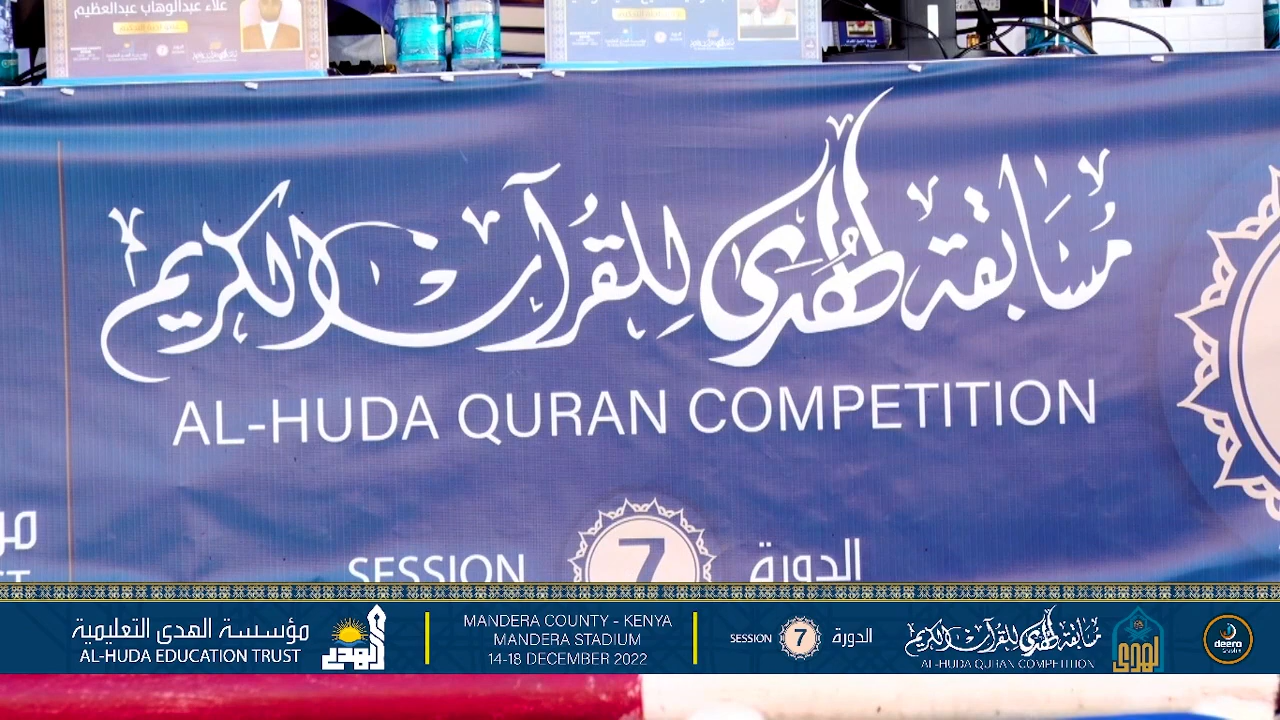 علاء عبدالوهاب عبدالعظيم
مسابقة الهدى للقرآن الكريم
AL-HUDA QURAN COMPETITION
SESSION 7 الدورة
مؤسسة الهدى التعليمية
AL-HUDA EDUCATION TRUST
الهدى
MANDERA COUNTY - KENYA
MANDERA STADIUM
14-18 DECEMBER 2022
SESSION 7 الدورة
مسابقة الهدى للقرآن الكريم
AL-HUDA QURAN COMPETITION
الهدى
deem